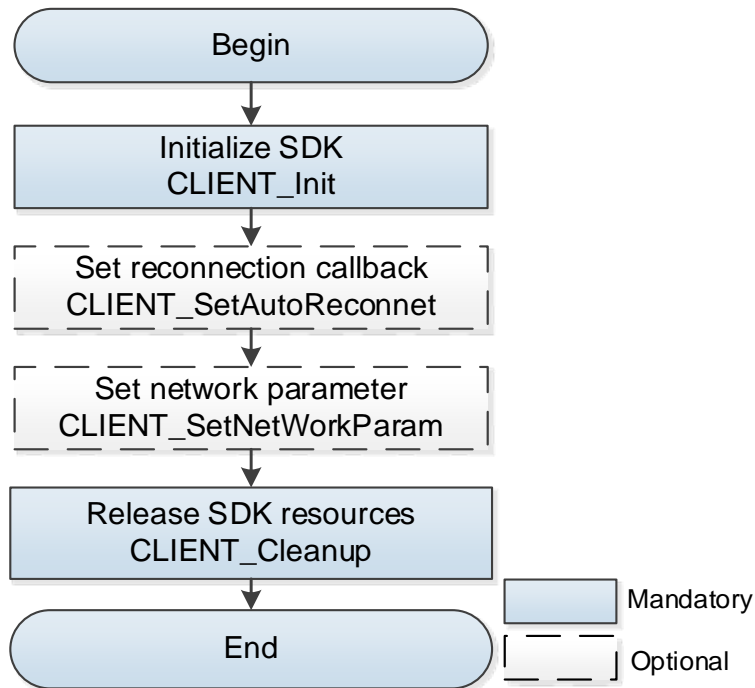 Begin
Initialize SDK
CLIENT_Init
Set reconnection callback
CLIENT_SetAutoReconnet
Set network parameter
CLIENT_SetNetWorkParam
Release SDK resources
CLIENT_Cleanup
End
Mandatory
Optional